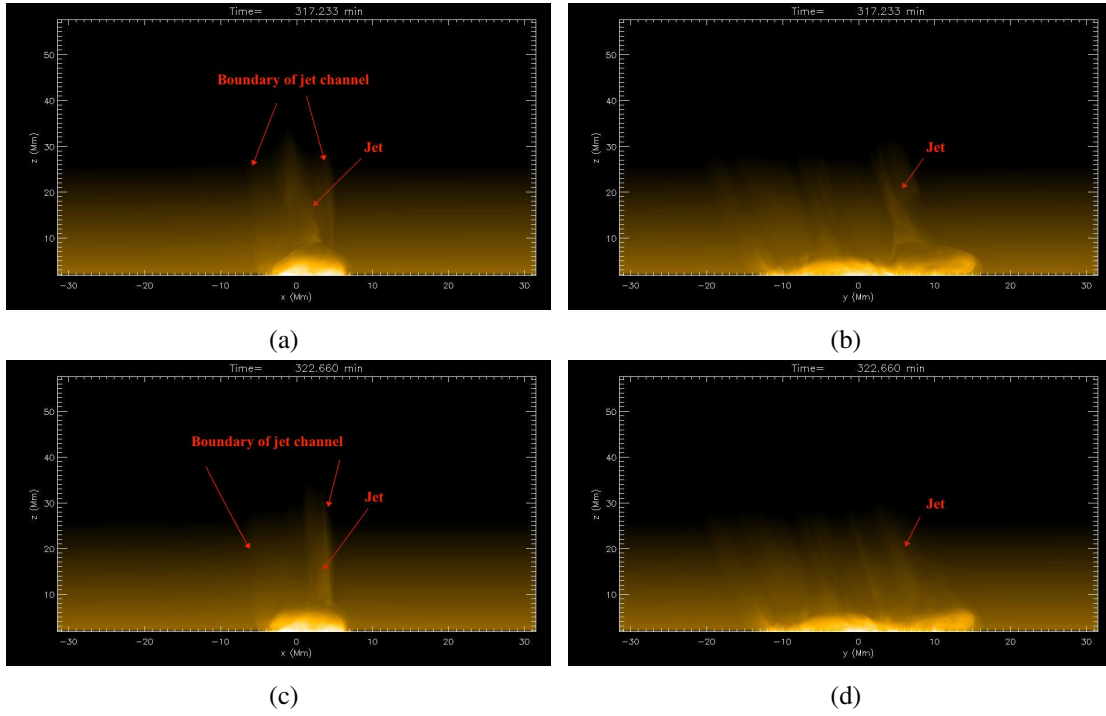 Time= 317.233 min
Boundary of jet channel
Jet
z (Mm)
50
40
30
20
10
−30 −20 −10 0 10 20 30
x (Mm)
(a)
Time= 317.233 min
Jet
z (Mm)
50
40
30
20
10
−30 −20 −10 0 10 20 30
y (Mm)
(b)
Time= 322.660 min
Boundary of jet channel
Jet
z (Mm)
50
40
30
20
10
−30 −20 −10 0 10 20 30
x (Mm)
(c)
Time= 322.660 min
Jet
z (Mm)
50
40
30
20
10
−30 −20 −10 0 10 20 30
y (Mm)
(d)